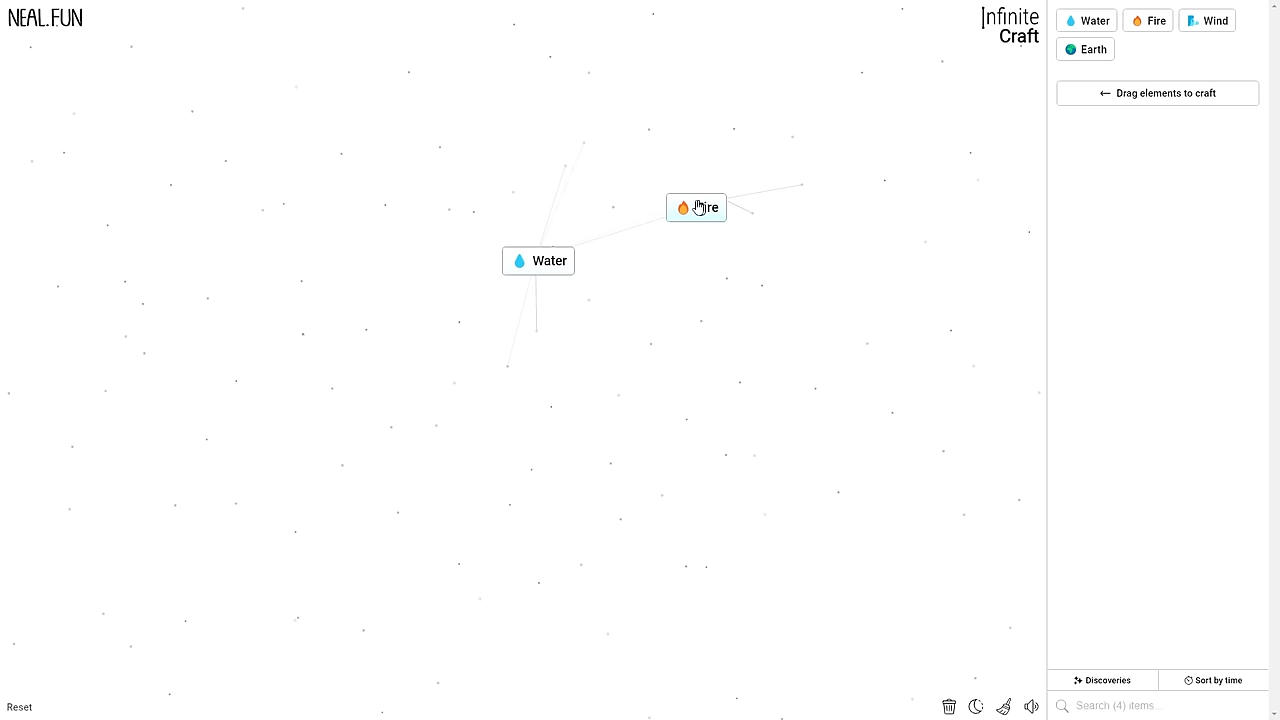 NEAL.FUN
Infinite
Craft
Water
Fire
Wind
Earth
← Drag elements to craft
Fire
Water
Discoveries
Sort by time
Search (4) items...
Reset